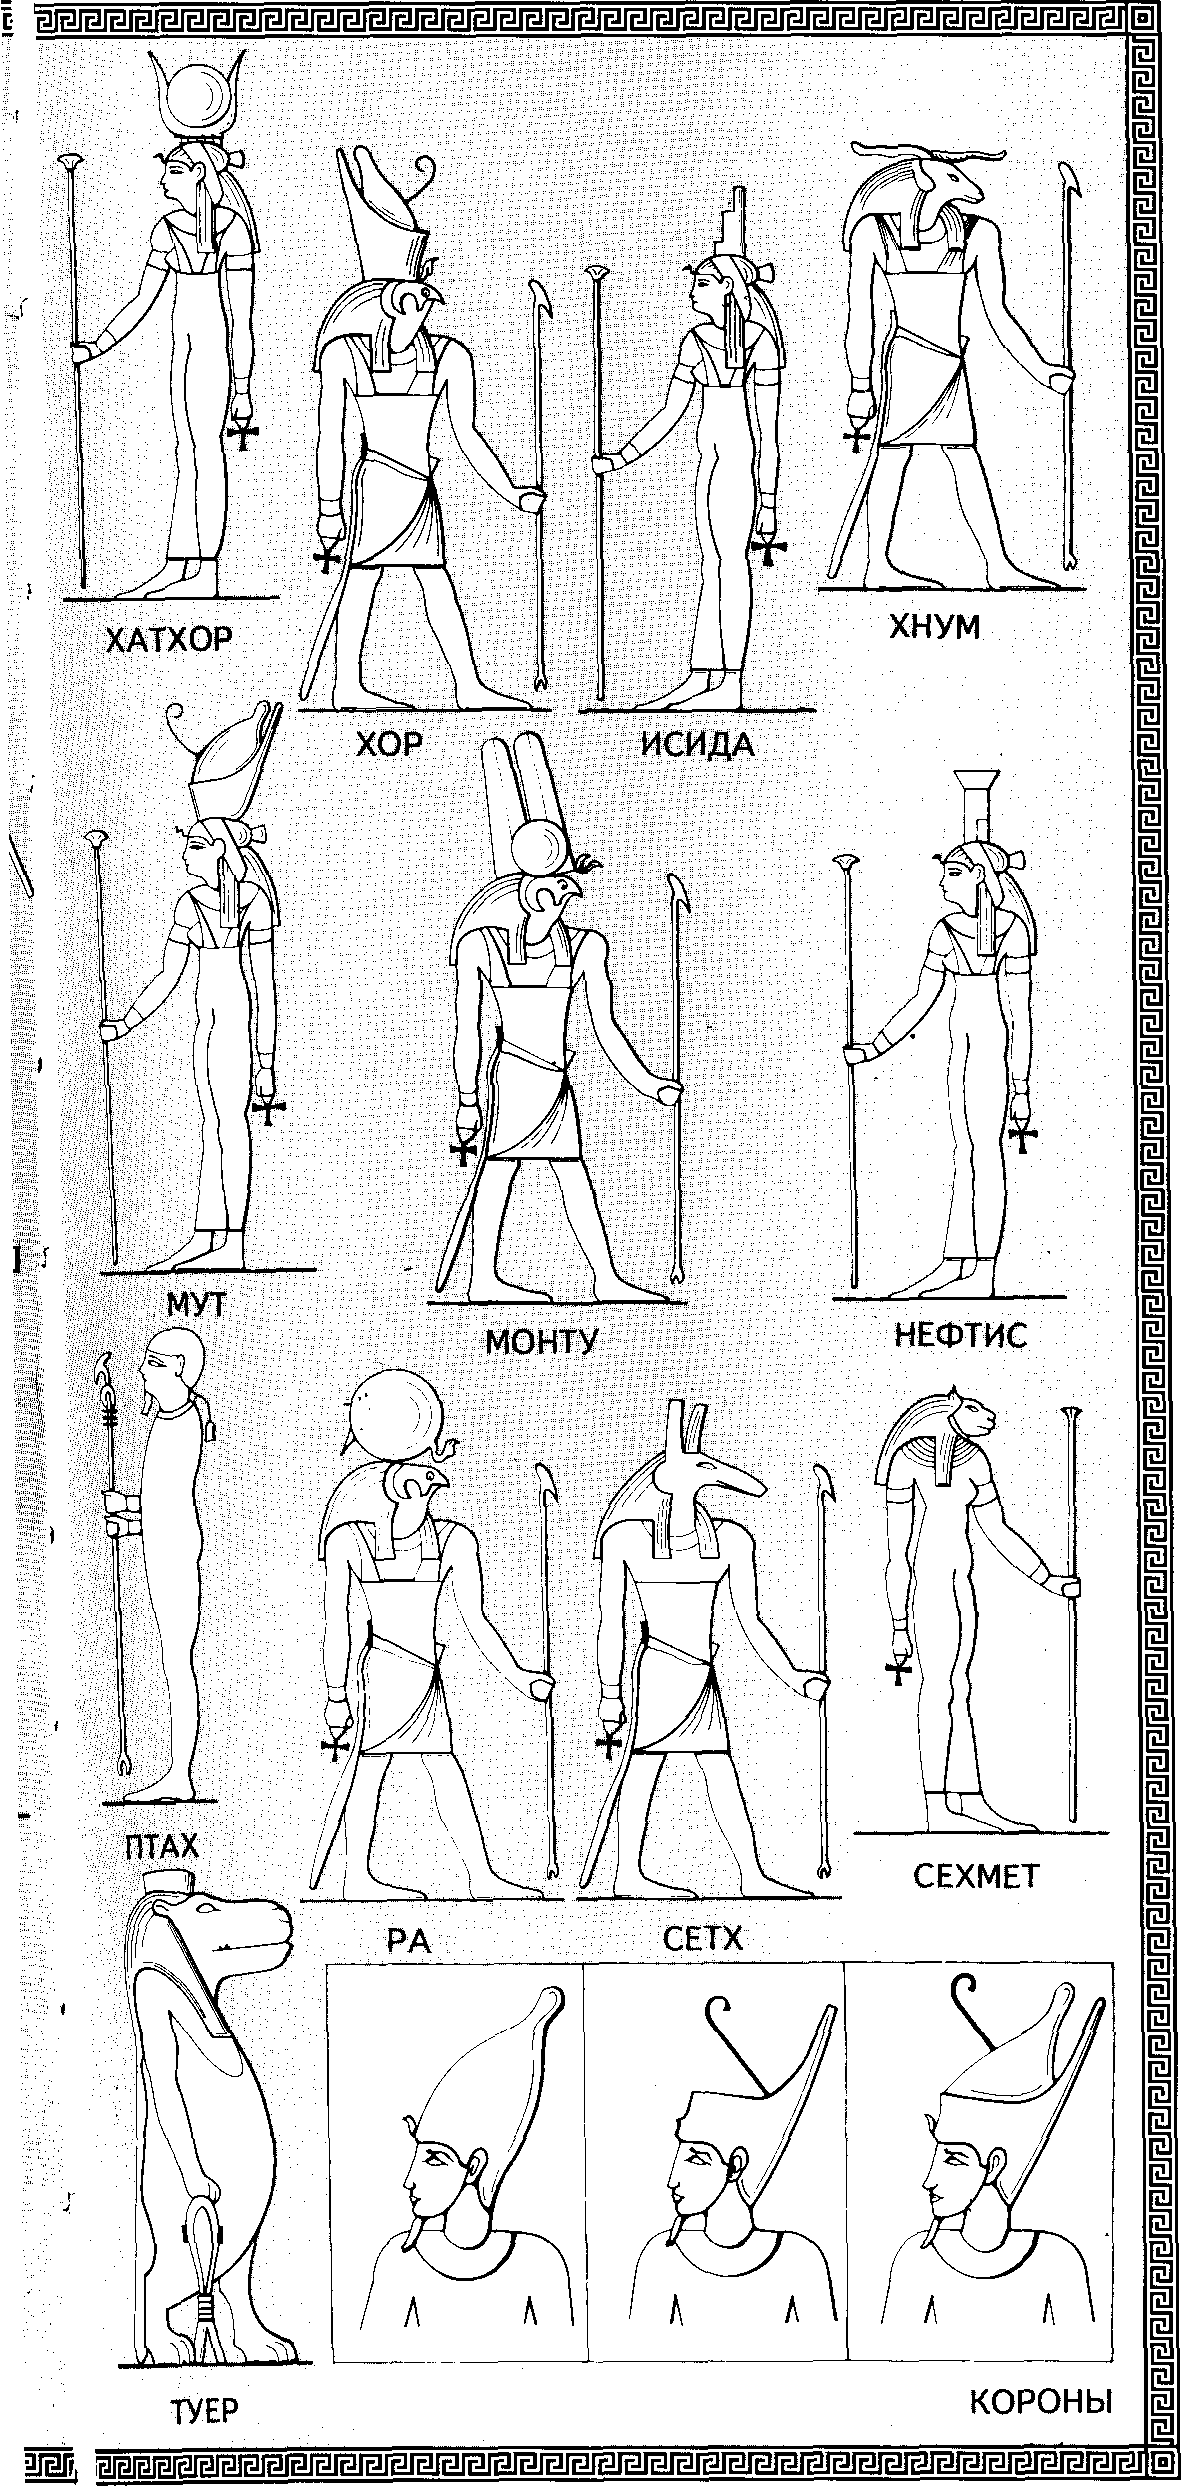 ХАТХОР
ХНУМ
ХОР
ИСИДА
МУТ
МОНТУ
НЕФТИС
ПТАХ
СЕХМЕТ
РА
СЕТХ
КОРОНЫ
ТУЕР